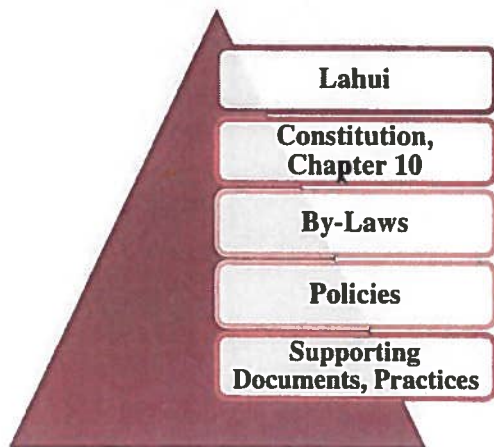 Lahui
Constitution,
Chapter 10
By-Laws
Policies
Supporting
Documents, Practices